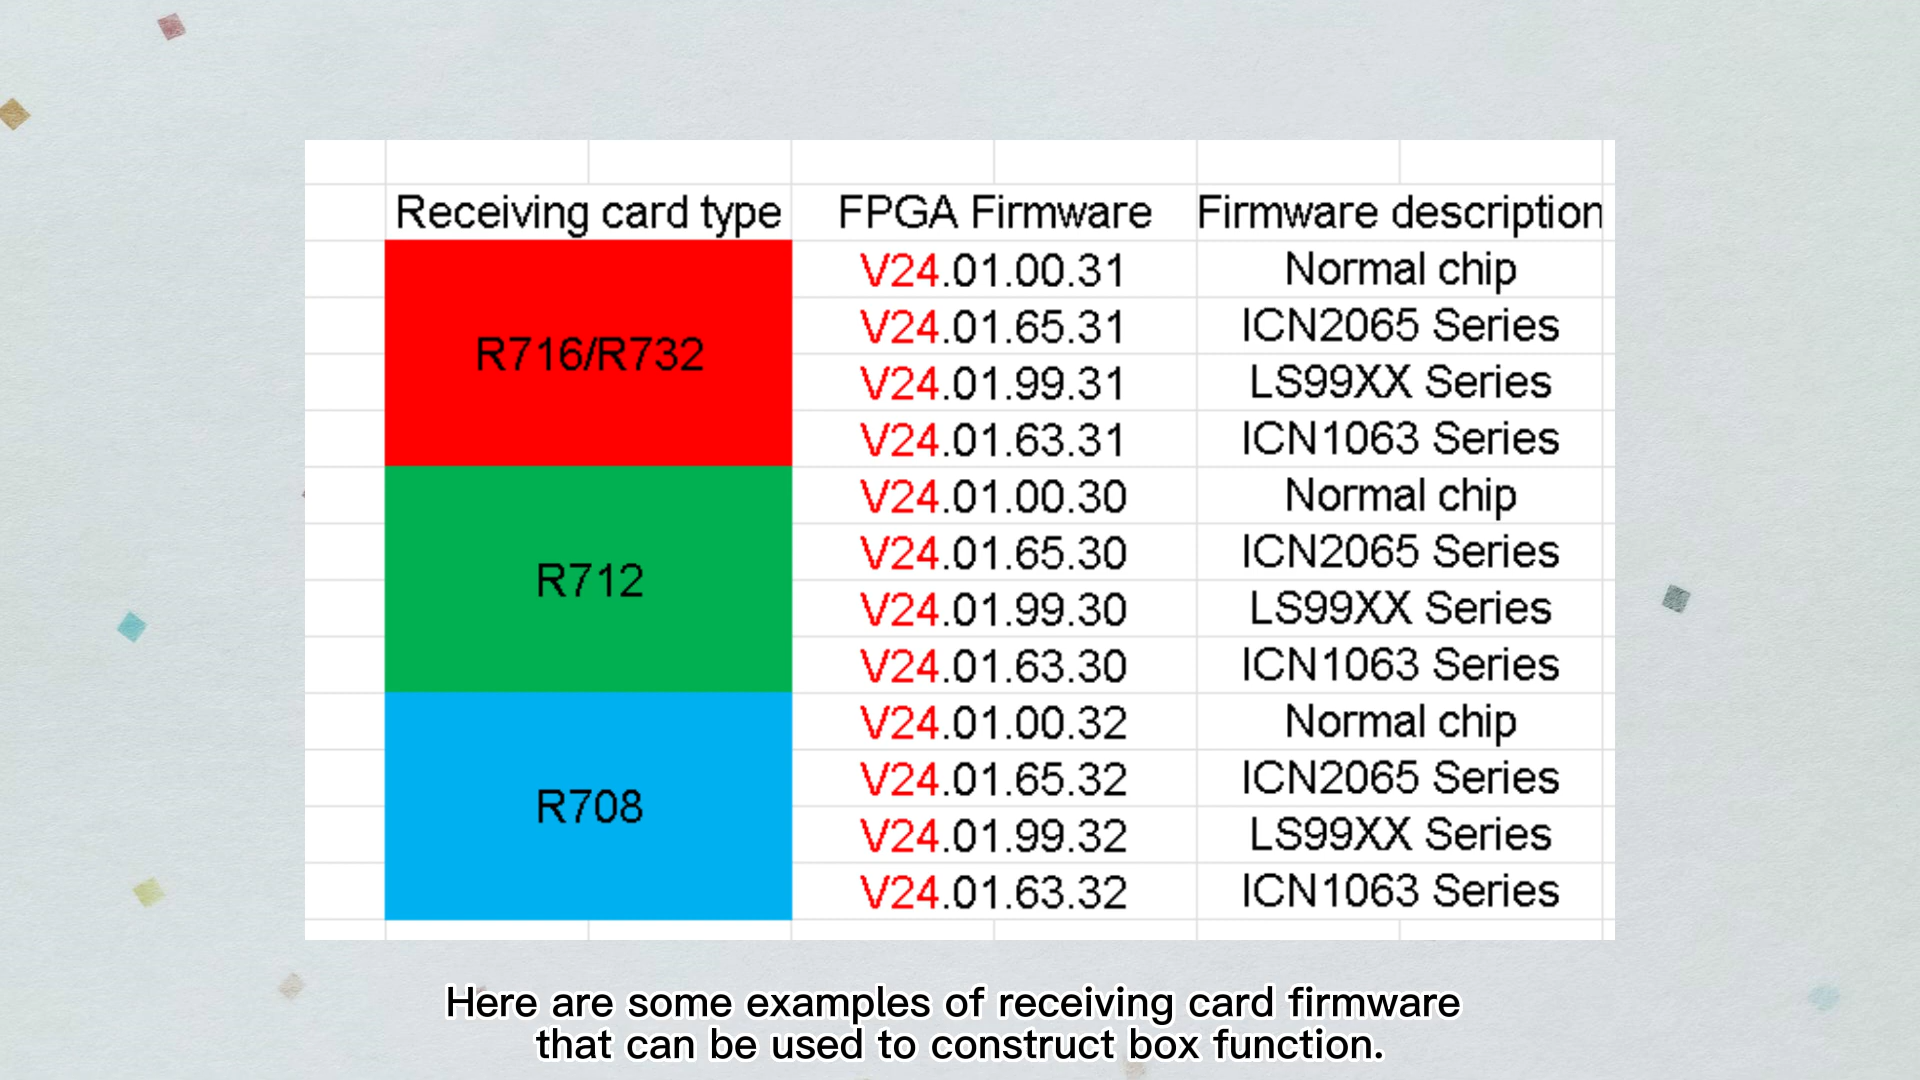 Receiving card type FPGA Firmware Firmware description
R716/R732
V24.01.00.31 Normal chip
V24.01.65.31 ICN2065 Series
V24.01.99.31 LS99XX Series
V24.01.63.31 ICN1063 Series
R712
V24.01.00.30 Normal chip
V24.01.65.30 ICN2065 Series
V24.01.99.30 LS99XX Series
V24.01.63.30 ICN1063 Series
R708
V24.01.00.32 Normal chip
V24.01.65.32 ICN2065 Series
V24.01.99.32 LS99XX Series
V24.01.63.32 ICN1063 Series
Here are some examples of receiving card firmware
that can be used to construct box function.